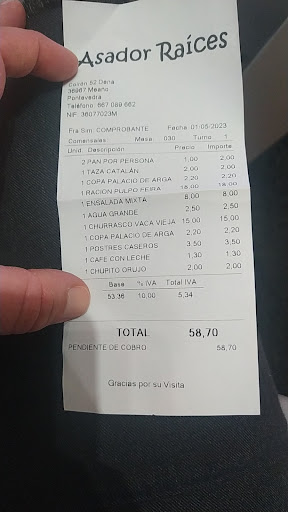 Asador Raíces
36967 Meaño
Pontevedra
Teléfono 667 089 662
NIF 36077023M
Fra.Sim. COMPROBANTE Fecha 01-05-2023
Comensales Mesa 030 Turno 1
Unid. Descripción Precio Importe
2 PAN POR PERSONA 1,00 2,00
1 TAZA CATALÁN 2,00 2,00
1 COPA PALACIO DE ARGA 2,20 2,20
1 RACION PULPO FEIRA 18,00 18,00
1 ENSALADA MIXTA 8,00 8,00
1 AGUA GRANDE 2,50 2,50
1 CHURRASCO VACA VIEJA 15,00 15,00
1 COPA PALACIO DE ARGA 2,20 2,20
1 POSTRES CASEROS 3,50 3,50
1 CAFE CON LECHE 1,30 1,30
1 CHUPITO ORUJO 2,00 2,00
Base % IVA Total IVA
53,36 10,00 5,34
TOTAL 58,70
PENDIENTE DE COBRO 58,70
Gracias por su Visita